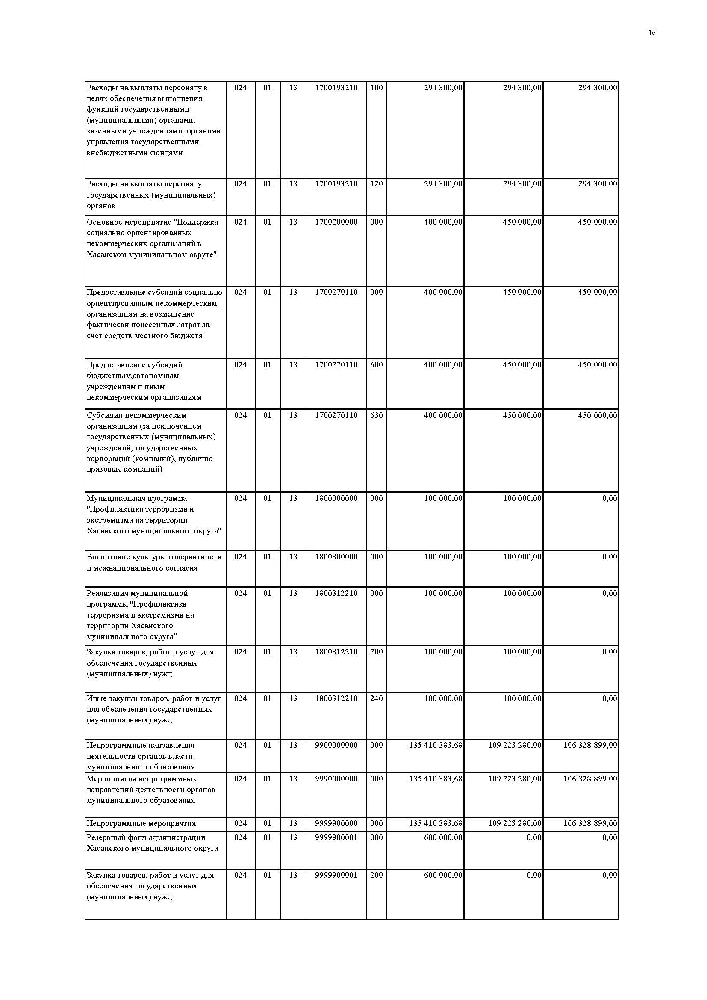 16
Расходы на выплаты персоналу в 024 01 13 1700193210 100 294 300,00 294 300,00 294 300,00
целях обеспечения выполнения
функций государственными
(муниципальными) органами,
казенными учреждениями, органами
управления государственными
внебюджетными фондами
Расходы на выплаты персоналу 024 01 13 1700193210 120 294 300,00 294 300,00 294 300,00
государственных (муниципальных)
органов
Основное мероприятие "Поддержка 024 01 13 1700200000 000 400 000,00 450 000,00 450 000,00
социально ориентированных
некоммерческих организаций в
Хасанском муниципальном округе"
Предоставление субсидий социально 024 01 13 1700270110 000 400 000,00 450 000,00 450 000,00
ориентированным некоммерческим
организациям на возмещение
фактически понесенных затрат за
счет средств местного бюджета
Предоставление субсидий 024 01 13 1700270110 600 400 000,00 450 000,00 450 000,00
бюджетным,автономным
учреждениям и иным
некоммерческим организациям
Субсидии некоммерческим 024 01 13 1700270110 630 400 000,00 450 000,00 450 000,00
организациям (за исключением
государственных (муниципальных)
учреждений, государственных
корпораций (компаний), публично-
правовых компаний)
Муниципальная программа 024 01 13 1800000000 000 100 000,00 100 000,00 0,00
"Профилактика терроризма и
экстремизма на территории
Хасанского муниципального округа"
Воспитание культуры толерантности 024 01 13 1800300000 000 100 000,00 100 000,00 0,00
и межнационального согласия
Реализация муниципальной 024 01 13 1800312210 000 100 000,00 100 000,00 0,00
программы "Профилактика
терроризма и экстремизма на
территории Хасанского
муниципального округа"
Закупка товаров, работ и услуг для 024 01 13 1800312210 200 100 000,00 100 000,00 0,00
обеспечения государственных
(муниципальных) нужд
Иные закупки товаров, работ и услуг 024 01 13 1800312210 240 100 000,00 100 000,00 0,00
для обеспечения государственных
(муниципальных) нужд
Непрограммные направления 024 01 13 9900000000 000 135 410 383,68 109 223 280,00 106 328 899,00
деятельности органов власти
муниципального образования
Мероприятия непрограммных 024 01 13 9990000000 000 135 410 383,68 109 223 280,00 106 328 899,00
направлений деятельности органов
муниципального образования
Непрограммные мероприятия 024 01 13 9999900000 000 135 410 383,68 109 223 280,00 106 328 899,00
Резервный фонд администрации 024 01 13 9999900001 000 600 000,00 0,00 0,00
Хасанского муниципального округа
Закупка товаров, работ и услуг для 024 01 13 9999900001 200 600 000,00 0,00 0,00
обеспечения государственных
(муниципальных) нужд